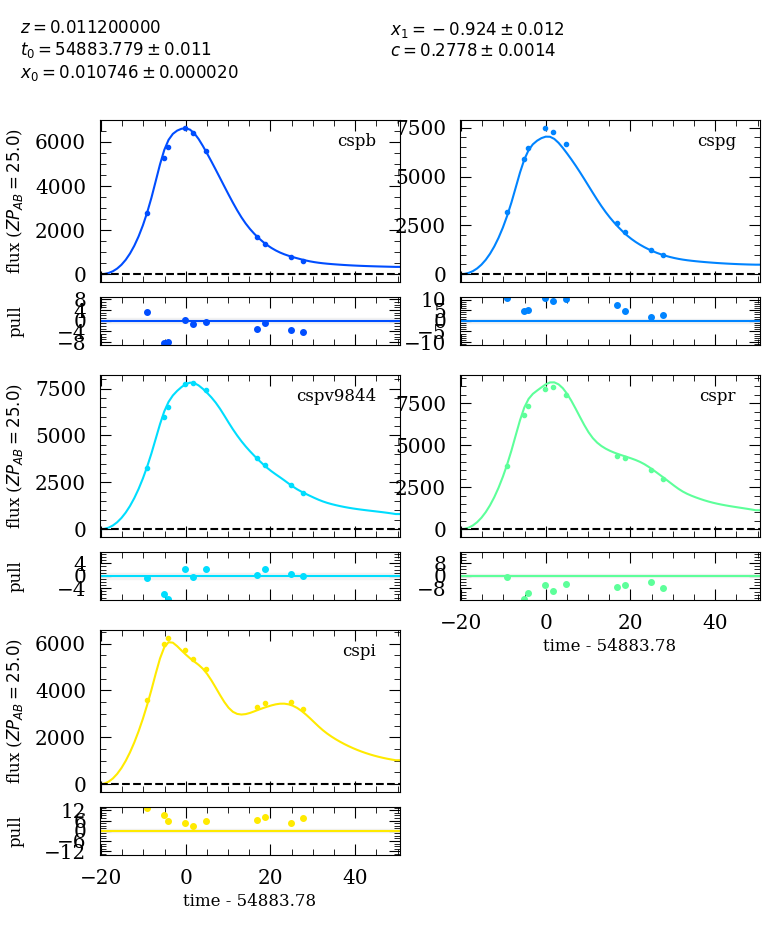 z = 0.011200000
t₀ = 54883.779 ± 0.011
x₀ = 0.010746 ± 0.000020
x₁ = −0.924 ± 0.012
c = 0.2778 ± 0.0014
flux (ZP_AB = 25.0)
6000
4000
2000
0
cspb
7500
5000
2500
0
cspg
pull
8
4
0
−4
−8
10
5
0
−5
−10
flux (ZP_AB = 25.0)
7500
5000
2500
0
cspv9844
7500
5000
2500
0
cspr
pull
4
0
−4
8
0
−8
−20 0 20 40
time - 54883.78
flux (ZP_AB = 25.0)
6000
4000
2000
0
cspi
pull
12
6
0
−6
−12
−20 0 20 40
time - 54883.78